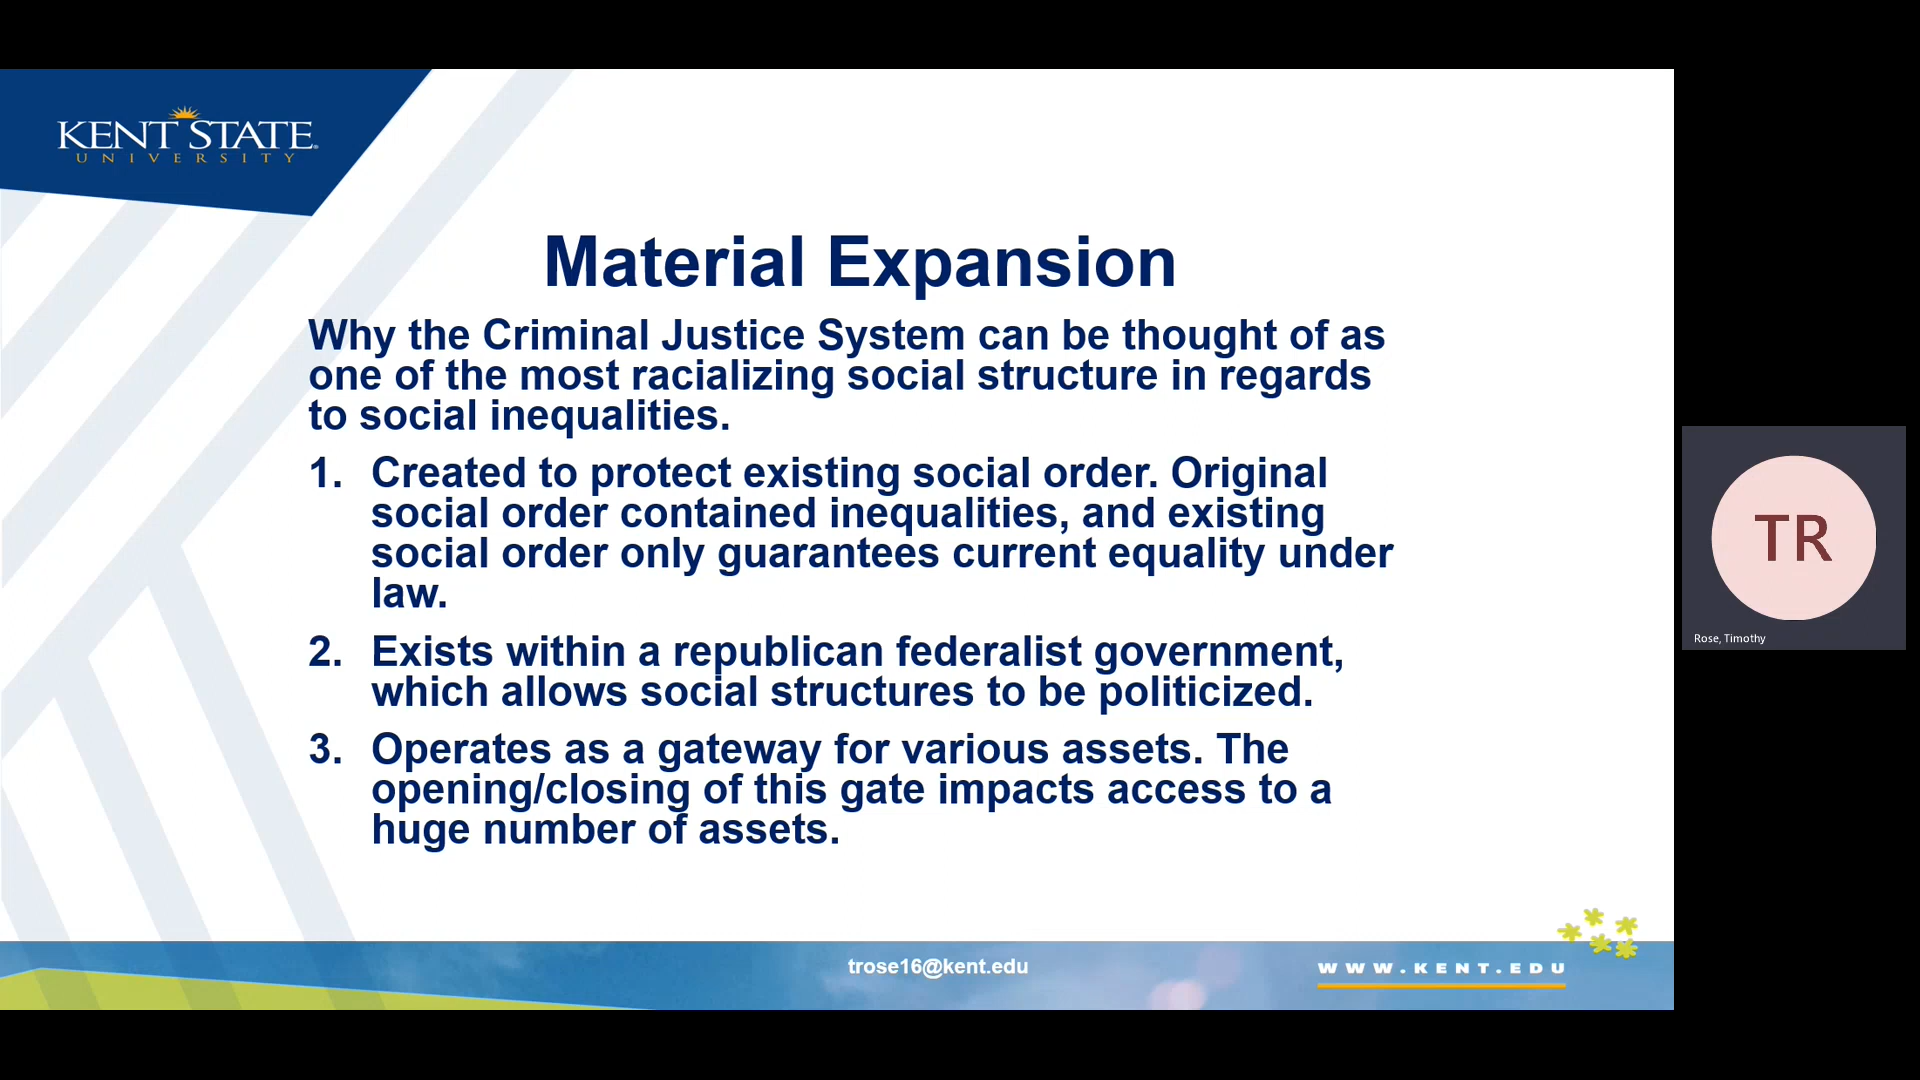 KENT STATE
UNIVERSITY
Material Expansion
Why the Criminal Justice System can be thought of as
one of the most racializing social structure in regards
to social inequalities.
1. Created to protect existing social order. Original
social order contained inequalities, and existing
social order only guarantees current equality under
law.
2. Exists within a republican federalist government,
which allows social structures to be politicized.
3. Operates as a gateway for various assets. The
opening/closing of this gate impacts access to a
huge number of assets.
TR
Rose, Timothy
trose16@kent.edu
WWW.KENT.EDU